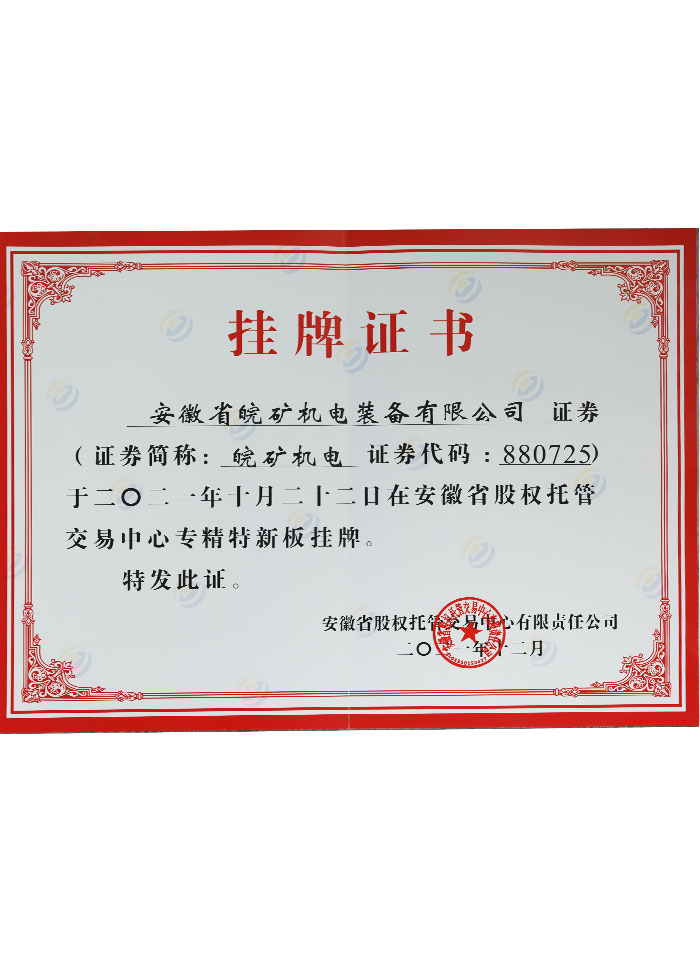 挂牌证书
安徽省皖矿机电装备有限公司 证券
（证券简称：皖矿机电 证券代码：880725）
于二〇二一年十月二十二日在安徽省股权托管
交易中心专精特新板挂牌。
特发此证。
安徽省股权托管交易中心有限责任公司
二〇二一年十二月